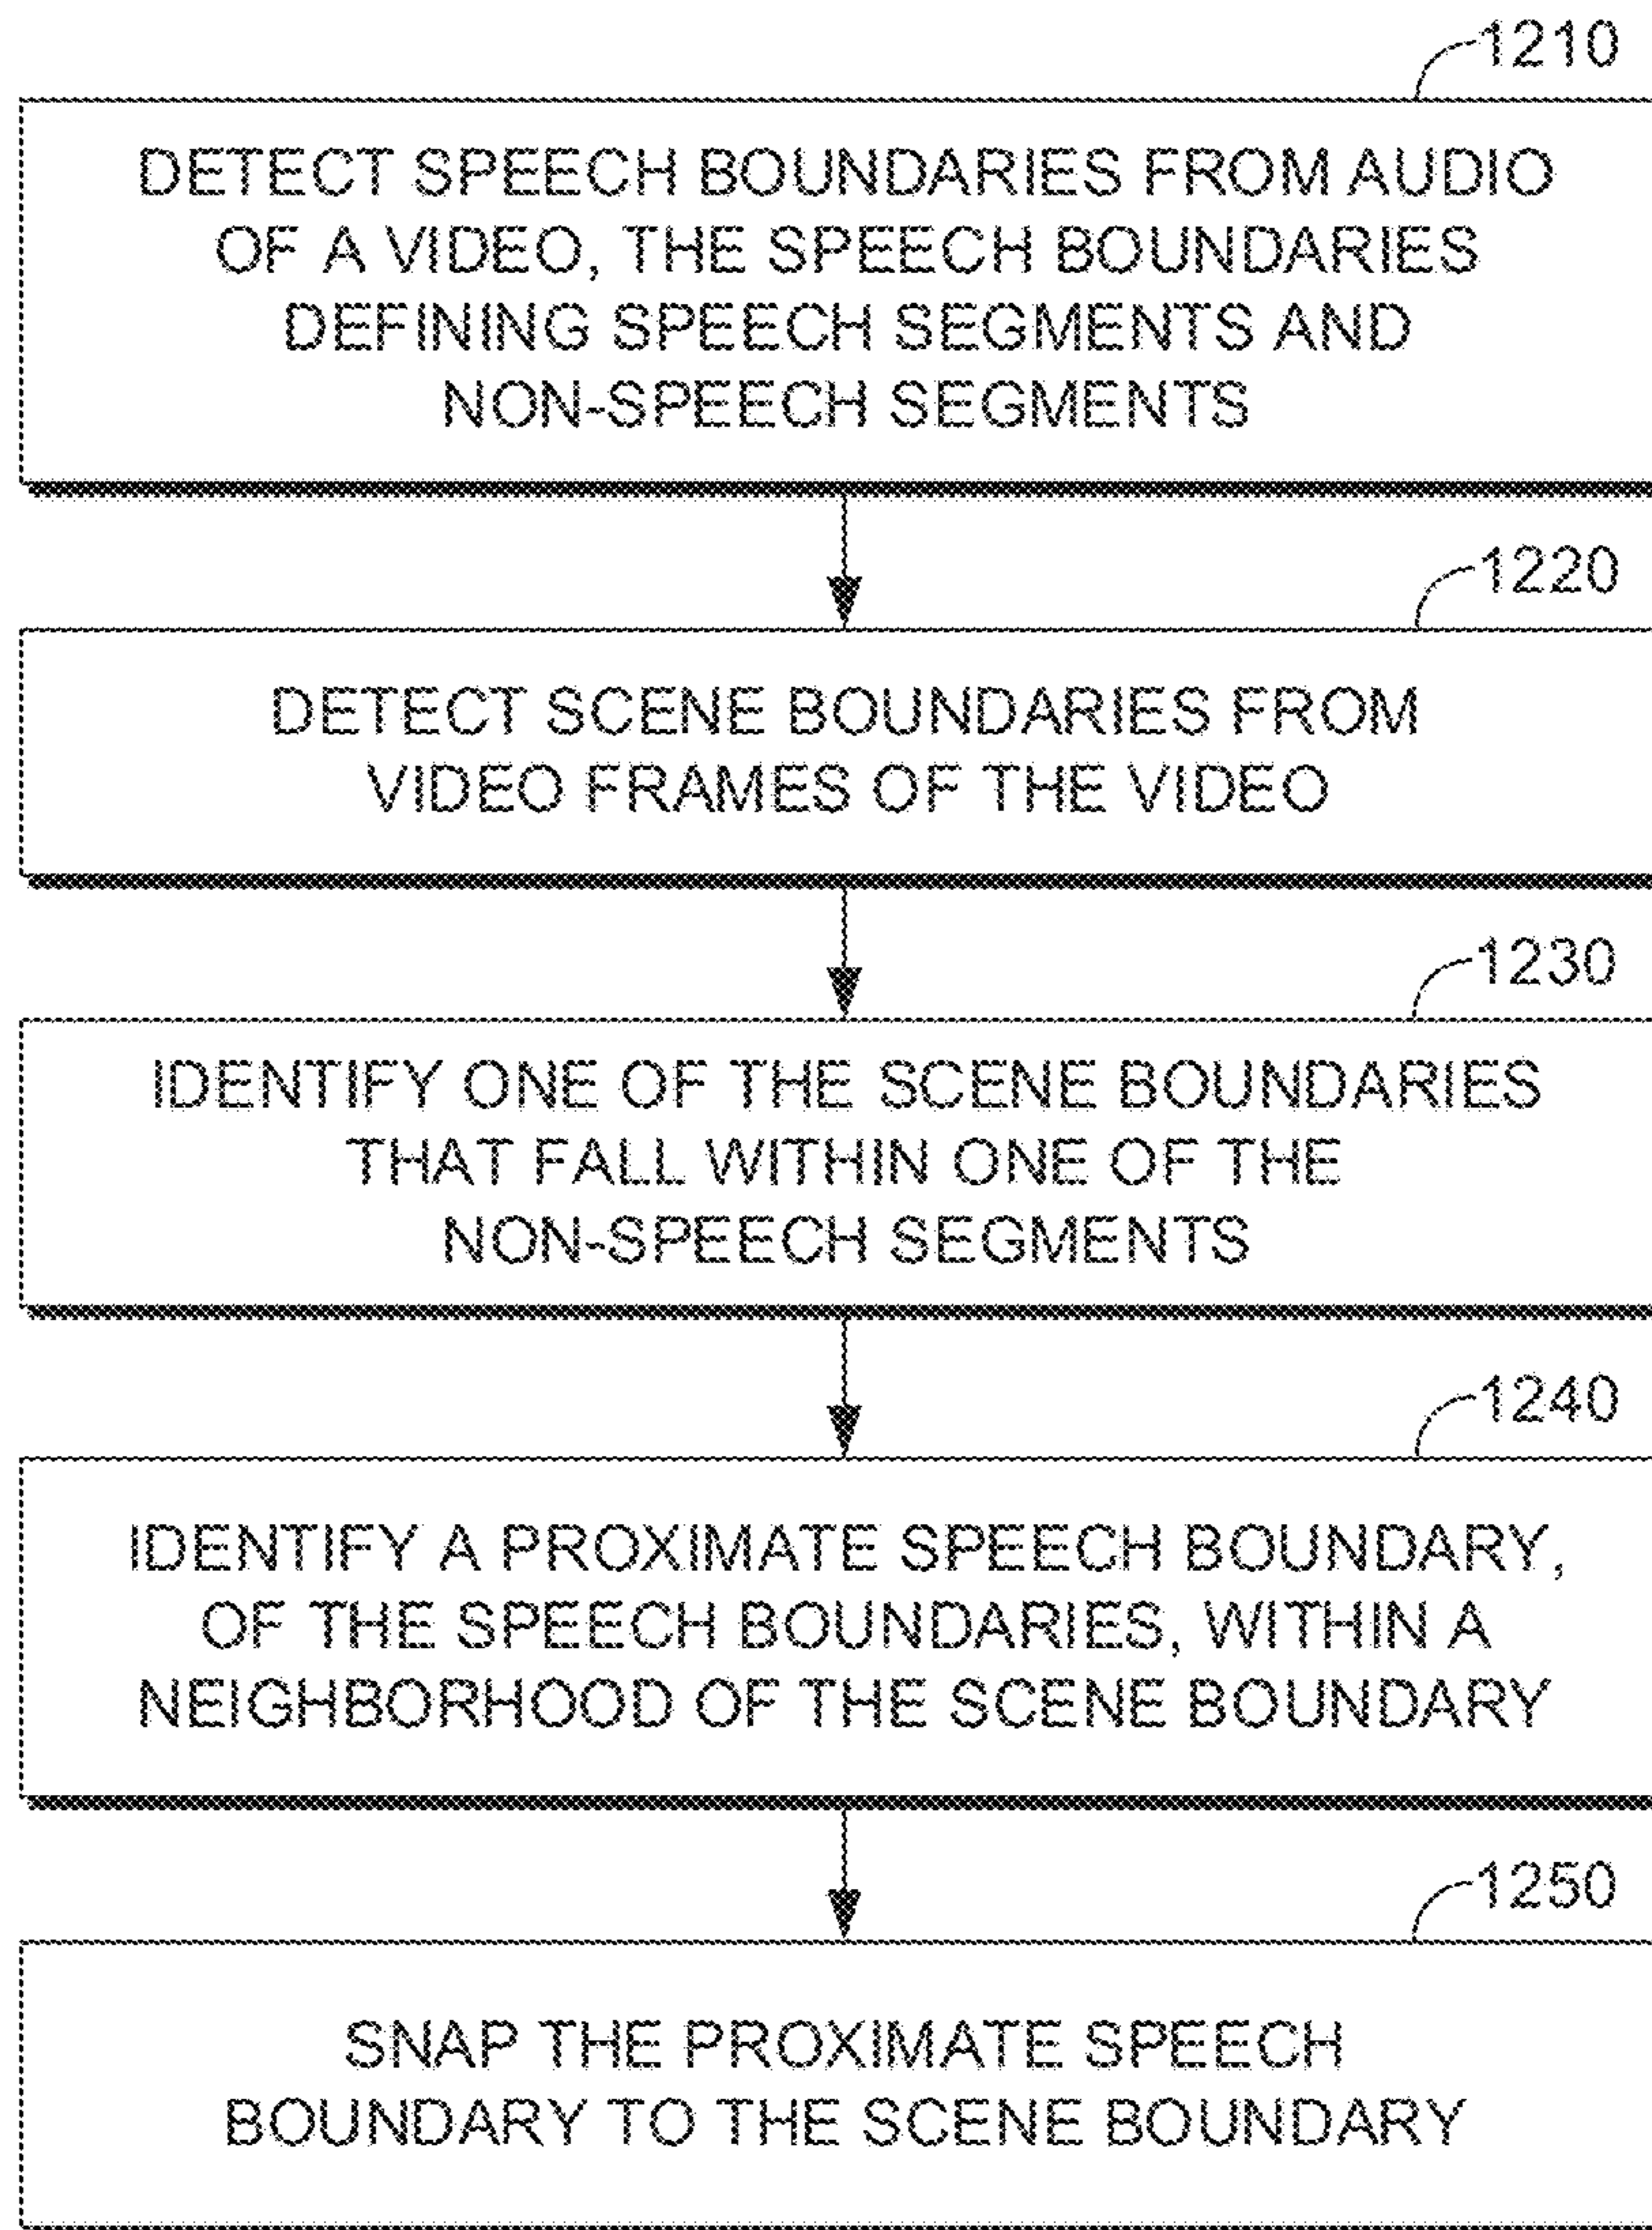 1210
DETECT SPEECH BOUNDARIES FROM AUDIO
OF A VIDEO, THE SPEECH BOUNDARIES
DEFINING SPEECH SEGMENTS AND
NON-SPEECH SEGMENTS
1220
DETECT SCENE BOUNDARIES FROM
VIDEO FRAMES OF THE VIDEO
1230
IDENTIFY ONE OF THE SCENE BOUNDARIES
THAT FALL WITHIN ONE OF THE
NON-SPEECH SEGMENTS
1240
IDENTIFY A PROXIMATE SPEECH BOUNDARY,
OF THE SPEECH BOUNDARIES, WITHIN A
NEIGHBORHOOD OF THE SCENE BOUNDARY
1250
SNAP THE PROXIMATE SPEECH
BOUNDARY TO THE SCENE BOUNDARY